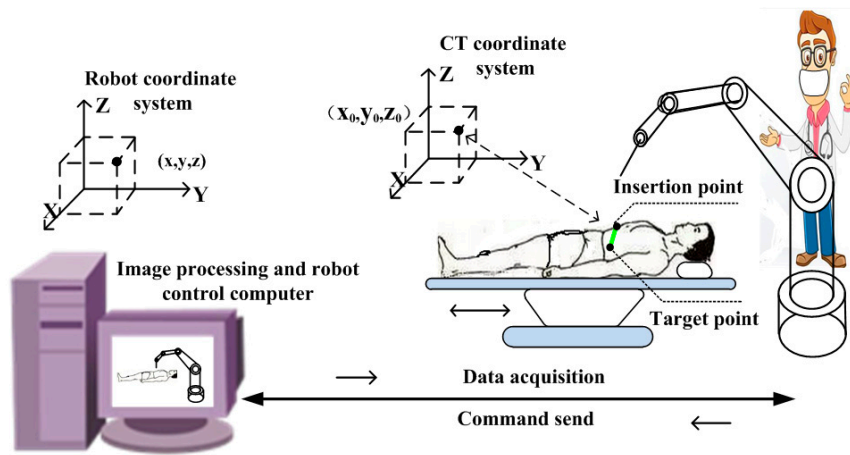 Robot coordinate
system
Z
(x,y,z)
X
Y
CT coordinate
system
Z
(x₀,y₀,z₀)
X
Y
Insertion point
Target point
Image processing and robot
control computer
Data acquisition
Command send